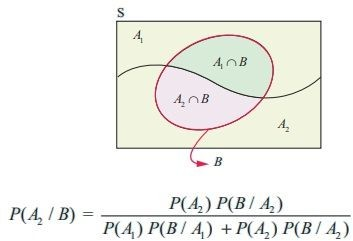 S
A₁
A₁ ∩ B
A₂ ∩ B
A₂
B
P(A₂ / B) = P(A₂) P(B / A₂) / P(A₁) P(B / A₁) + P(A₂) P(B / A₂)